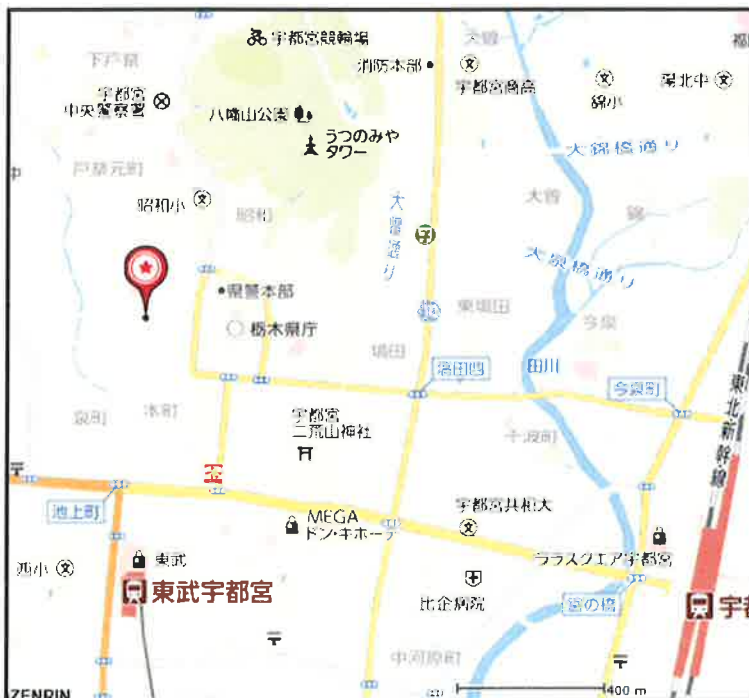 宇都宮競輪場
大曽
消防本部
宇都宮商高
錦小
陽北中
下戸祭
宇都宮
中央警察署
八幡山公園
うつのみや
タワー
大錦橋通り
戸祭元町
昭和小
昭和
大曽通り
大曽
錦
大泉橋通り
県警本部
栃木県庁
東塙田
今泉
塙田
塙田四
田川
今泉町
東北新幹線
泉町
本町
宇都宮
二荒山神社
千波町
池上町
MEGA
ドン・キホーテ
宇都宮共和大
西小
東武
東武宇都宮
比企病院
ララスクエア宇都宮
宮の橋
宇都
中河原町
ZENRIN
400 m